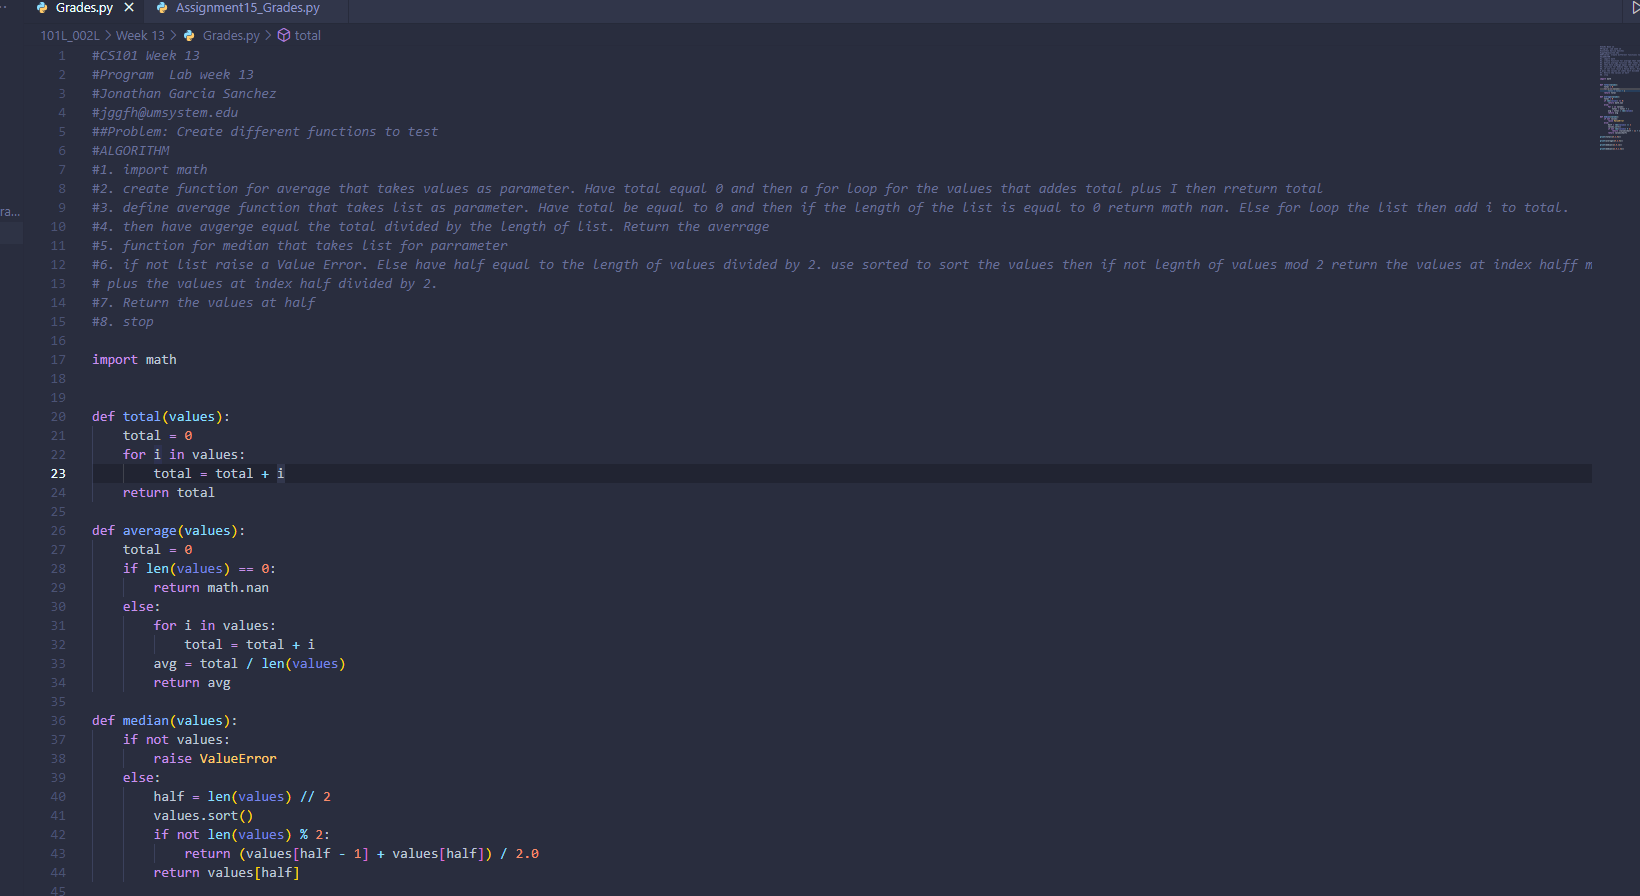 Grades.py
Assignment15_Grades.py
101L_002L > Week 13 > Grades.py > total
1 #CS101 Week 13
2 #Program  Lab week 13
3 #Jonathan Garcia Sanchez
4 #jggfh@umsystem.edu
5 ##Problem: Create different functions to test
6 #ALGORITHM
7 #1. import math
8 #2. create function for average that takes values as parameter. Have total equal 0 and then a for loop for the values that addes total plus I then rreturn total
9 #3. define average function that takes list as parameter. Have total be equal to 0 and then if the length of the list is equal to 0 return math nan. Else for loop the list then add i to total.
ra...
10 #4. then have avgerge equal the total divided by the length of list. Return the averrage
11 #5. function for median that takes list for parrameter
12 #6. if not list raise a Value Error. Else have half equal to the length of values divided by 2. use sorted to sort the values then if not legnth of values mod 2 return the values at index halff m
13 # plus the values at index half divided by 2.
14 #7. Return the values at half
15 #8. stop
16
17 import math
18
19
20 def total(values):
21     total = 0
22     for i in values:
23         total = total + i
24     return total
25
26 def average(values):
27     total = 0
28     if len(values) == 0:
29         return math.nan
30     else:
31         for i in values:
32             total = total + i
33         avg = total / len(values)
34         return avg
35
36 def median(values):
37     if not values:
38         raise ValueError
39     else:
40         half = len(values) // 2
41         values.sort()
42         if not len(values) % 2:
43             return (values[half - 1] + values[half]) / 2.0
44         return values[half]
45